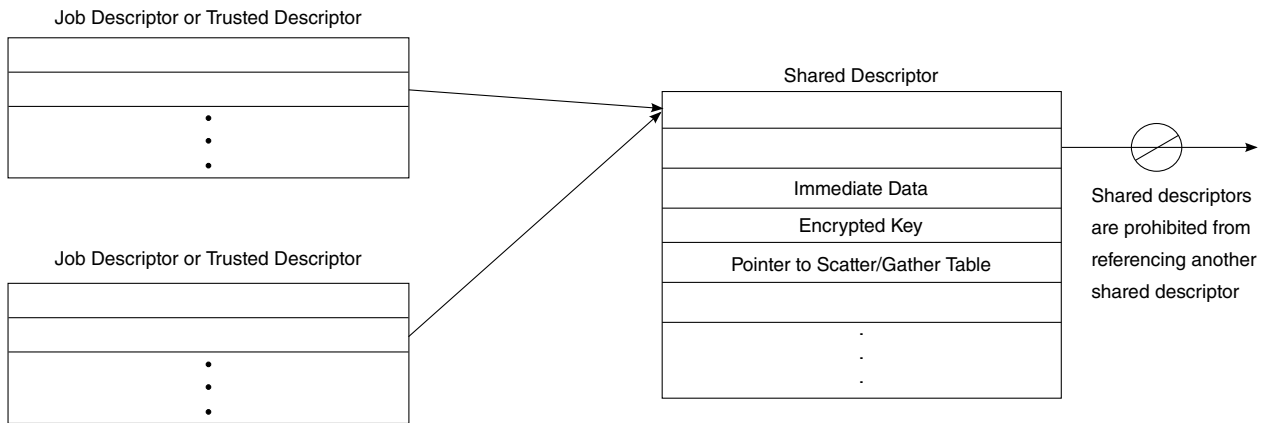 Job Descriptor or Trusted Descriptor
Shared Descriptor
Immediate Data
Encrypted Key
Pointer to Scatter/Gather Table
Shared descriptors
are prohibited from
referencing another
shared descriptor
Job Descriptor or Trusted Descriptor